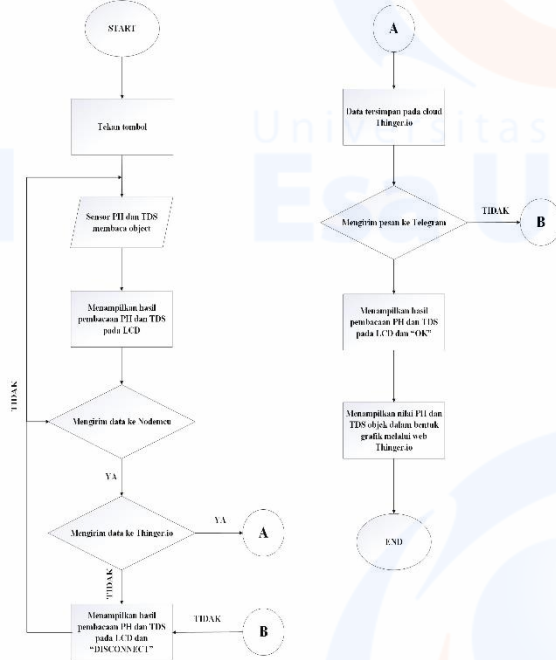 START
Tekan tombol
Sensor PH dan TDS
membaca object
Menampilkan hasil
pembacaan PH dan TDS
pada LCD
TIDAK
Mengirim data ke Nodemcu
YA
Mengirim data ke Thinger.io
YA
A
TIDAK
Menampilkan hasil
pembacaan PH dan TDS
pada LCD dan
"DISCONNECT"
TIDAK
B
A
Data tersimpan pada cloud
Thinger.io
Mengirim pesan ke Telegram
TIDAK
B
Menampilkan hasil
pembacaan PH dan TDS
pada LCD dan "OK"
Menampilkan nilai PH dan
TDS objek dalam bentuk
grafik melalui web
Thinger.io
END
Universitas
Esa U